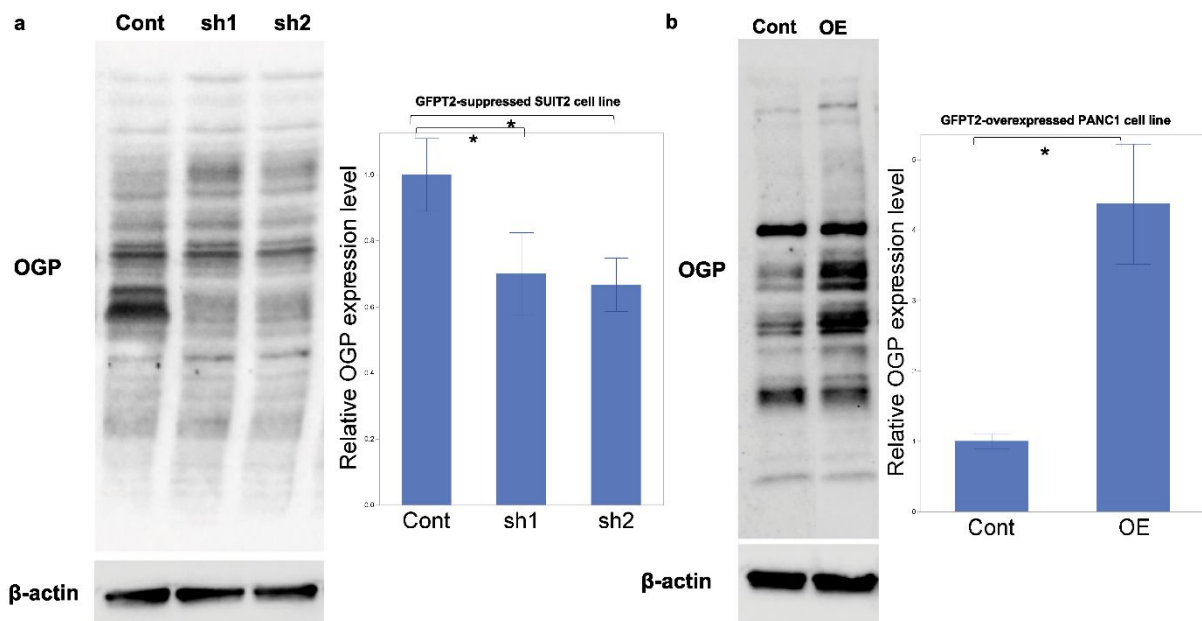 a
Cont sh1 sh2
OGP
β-actin
GFPT2-suppressed SUIT2 cell line
*
*
Relative OGP expression level
1.0
0.8
0.6
0.4
0.2
0.0
Cont sh1 sh2
b
Cont OE
OGP
β-actin
GFPT2-overexpressed PANC1 cell line
*
Relative OGP expression level
5
4
3
2
1
0
Cont OE